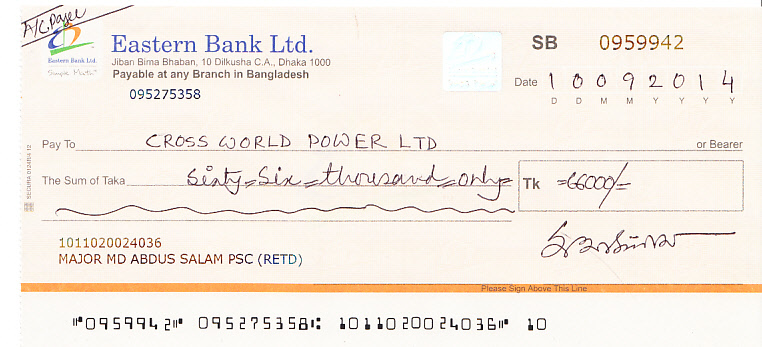 A/C. Payee
Eastern Bank Ltd.
Simple Math
Eastern Bank Ltd.
Jiban Bima Bhaban, 10 Dilkusha C.A., Dhaka 1000
Payable at any Branch in Bangladesh
095275358
SB 0959942
Date 1 0 0 9 2 0 1 4
D D M M Y Y Y Y
Pay To CROSS WORLD POWER LTD or Bearer
The Sum of Taka Sixty=Six=thousand=only= Tk =66000/=
1011020024036
MAJOR MD ABDUS SALAM PSC (RETD)
Please Sign Above This Line
⑈0959942⑈ 095275358⑆ 1011020024036⑈ 10